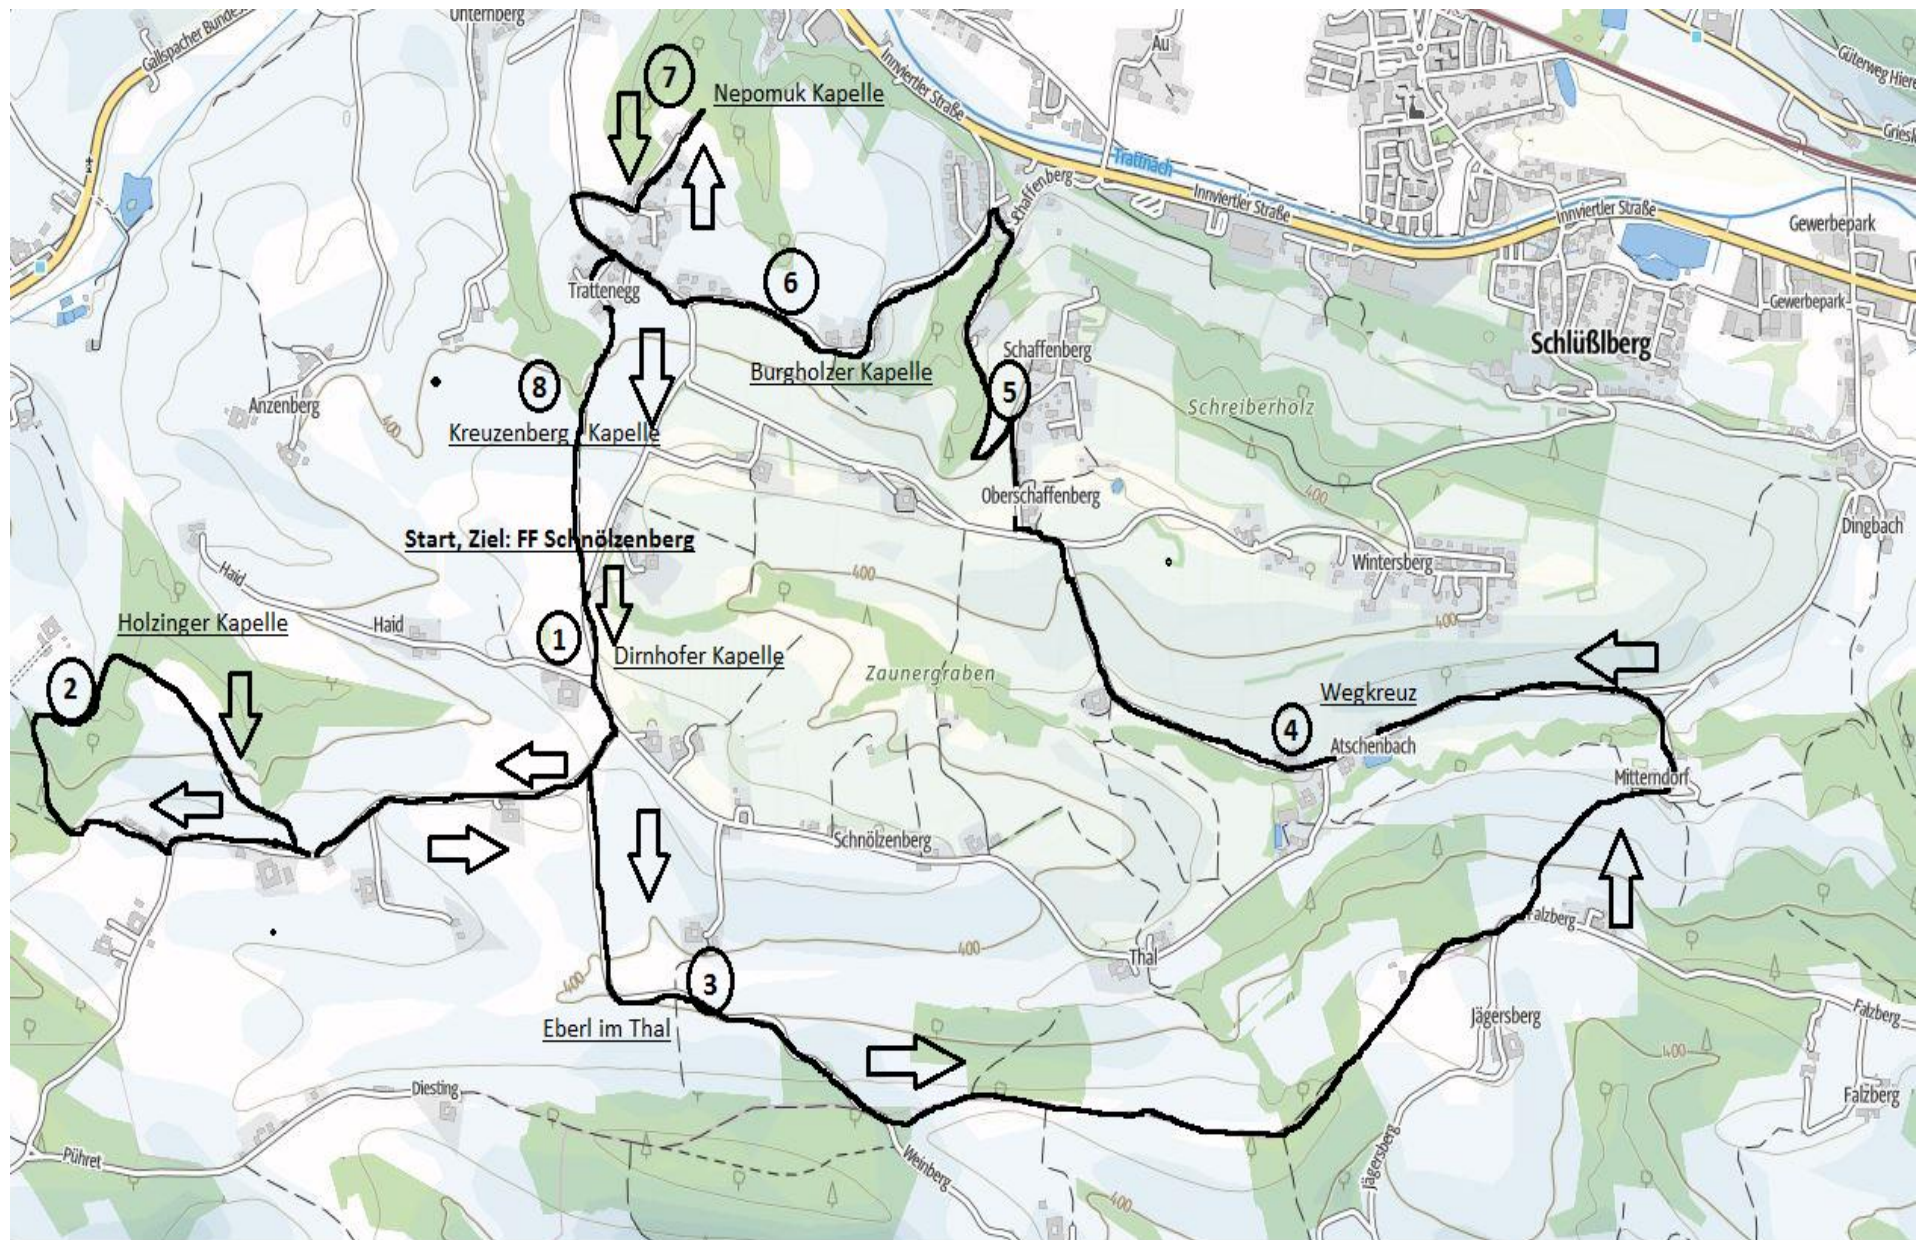 Gallspacher Bundes
Unternberg
7
Nepomuk Kapelle
Innviertler Straße
Au
Güterweg Hiere
Griesk
Trattnach
Schaffenberg
Innviertler Straße
Innviertler Straße
Gewerbepark
Trattenegg
6
Gewerbepark
Schlüßlberg
Burgholzer Kapelle
Schaffenberg
8
5
Anzenberg
400
Kreuzenberg Kapelle
Schreiberholz
400
Oberschaffenberg
Dingbach
Start, Ziel: FF Schnölzenberg
Haid
400
Wintersberg
Holzinger Kapelle
Haid
1
400
Dirnhofer Kapelle
2
Zaunergraben
Wegkreuz
4
Atschenbach
Mitterndorf
Schnölzenberg
Falzberg
400
Thal
400
3
Eberl im Thal
Jägersberg
Falzberg
400
Diesting
Falzberg
Pühret
Weinberg
Jägersberg
400